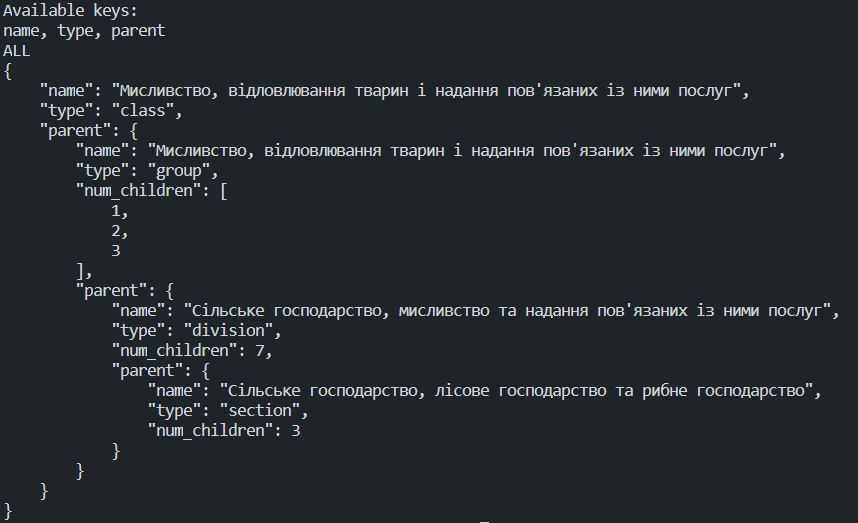 Available keys:
name, type, parent
ALL
{
    "name": "Мисливство, відловлювання тварин і надання пов'язаних із ними послуг",
    "type": "class",
    "parent": {
        "name": "Мисливство, відловлювання тварин і надання пов'язаних із ними послуг",
        "type": "group",
        "num_children": [
            1,
            2,
            3
        ],
        "parent": {
            "name": "Сільське господарство, мисливство та надання пов'язаних із ними послуг",
            "type": "division",
            "num_children": 7,
            "parent": {
                "name": "Сільське господарство, лісове господарство та рибне господарство",
                "type": "section",
                "num_children": 3
            }
        }
    }
}